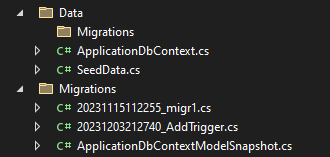 Data
Migrations
C# ApplicationDbContext.cs
C# SeedData.cs
Migrations
C# 20231115112255_migr1.cs
C# 20231203212740_AddTrigger.cs
C# ApplicationDbContextModelSnapshot.cs